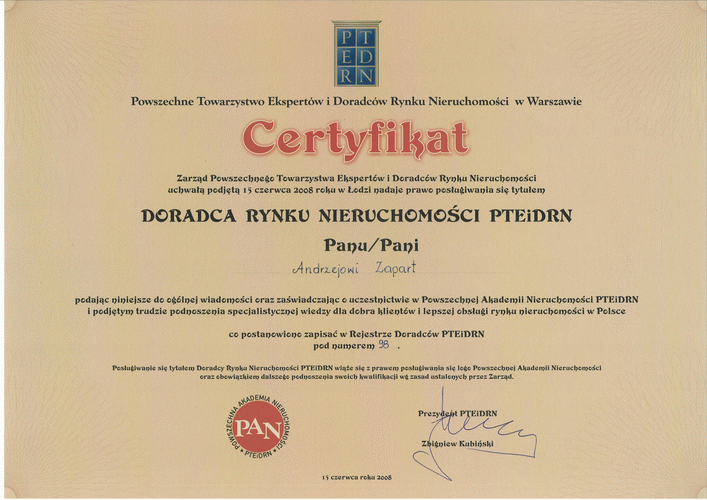 PT
ED
RN
Powszechne Towarzystwo Ekspertów i Doradców Rynku Nieruchomości w Warszawie
Certyfikat
Zarząd Powszechnego Towarzystwa Ekspertów i Doradców Rynku Nieruchomości
uchwałą podjętą 15 czerwca 2008 roku w Łodzi nadaje prawo posługiwania się tytułem
DORADCA RYNKU NIERUCHOMOŚCI PTEiDRN
Panu/Pani
Andrzejowi Zapart
podając niniejsze do ogólnej wiadomości oraz zaświadczając o uczestnictwie w Powszechnej Akademii Nieruchomości PTEiDRN
i podjętym trudzie podnoszenia specjalistycznej wiedzy dla dobra klientów i lepszej obsługi rynku nieruchomości w Polsce
co postanowiono zapisać w Rejestrze Doradców PTEiDRN
pod numerem 98 .
Posługiwanie się tytułem Doradcy Rynku Nieruchomości PTEiDRN wiąże się z prawem posługiwania się logo Powszechnej Akademii Nieruchomości
oraz obowiązkiem dalszego podnoszenia swoich kwalifikacji wg zasad ustalonych przez Zarząd.
POWSZECHNA AKADEMIA NIERUCHOMOŚCI
PAN
• PTEiDRN •
Prezydent PTEiDRN
Zbigniew Kubiński
15 czerwca roku 2008